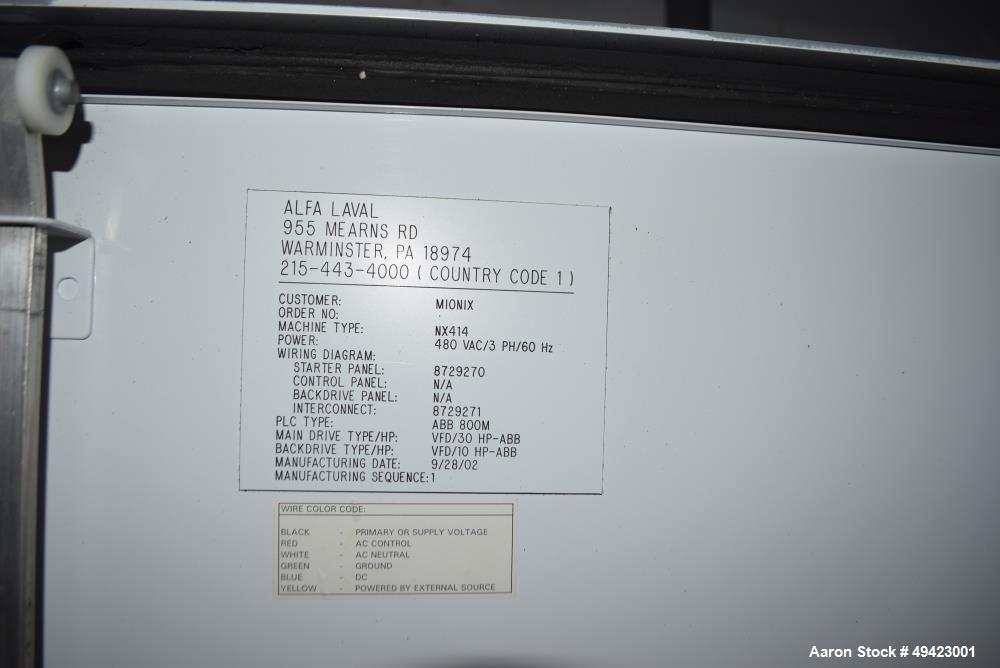 ALFA LAVAL
955 MEARNS RD
WARMINSTER, PA 18974
215-443-4000 ( COUNTRY CODE 1 )
CUSTOMER: MIONIX
ORDER NO:
MACHINE TYPE: NX414
POWER: 480 VAC/3 PH/60 Hz
WIRING DIAGRAM:
STARTER PANEL: 8729270
CONTROL PANEL: N/A
BACKDRIVE PANEL: N/A
INTERCONNECT: 8729271
PLC TYPE: ABB 800M
MAIN DRIVE TYPE/HP: VFD/30 HP-ABB
BACKDRIVE TYPE/HP: VFD/10 HP-ABB
MANUFACTURING DATE: 9/28/02
MANUFACTURING SEQUENCE: 1
WIRE COLOR CODE:
BLACK - PRIMARY OR SUPPLY VOLTAGE
RED - AC CONTROL
WHITE - AC NEUTRAL
GREEN - GROUND
BLUE - DC
YELLOW - POWERED BY EXTERNAL SOURCE
Aaron Stock # 49423001